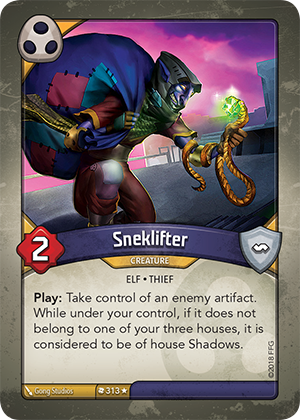 Sneklifter
CREATURE
2
ELF • THIEF
Play: Take control of an enemy artifact.
While under your control, if it does not
belong to one of your three houses, it is
considered to be of house Shadows.
©2018 FFG
Gong Studios
313★